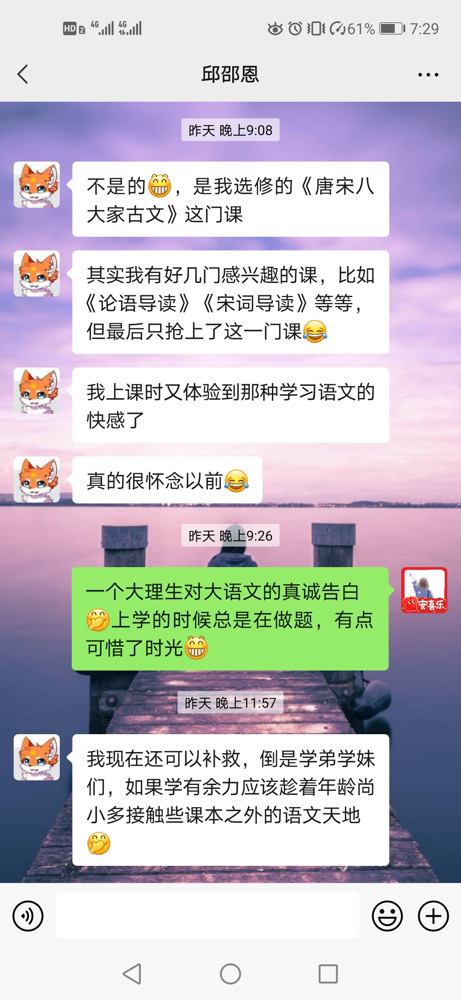 HD 2 4G 4G 61% 7:29
邱邵恩
昨天 晚上9:08
不是的😁，是我选修的《唐宋八
大家古文》这门课
其实我有好几门感兴趣的课，比如
《论语导读》《宋词导读》等等，
但最后只抢上了这一门课😂
我上课时又体验到那种学习语文的
快感了
真的很怀念以前😂
昨天 晚上9:26
一个大理生对大语文的真诚告白
🤭上学的时候总是在做题，有点
可惜了时光😁
安喜乐
昨天 晚上11:57
我现在还可以补救，倒是学弟学妹
们，如果学有余力应该趁着年龄尚
小多接触些课本之外的语文天地
🤭